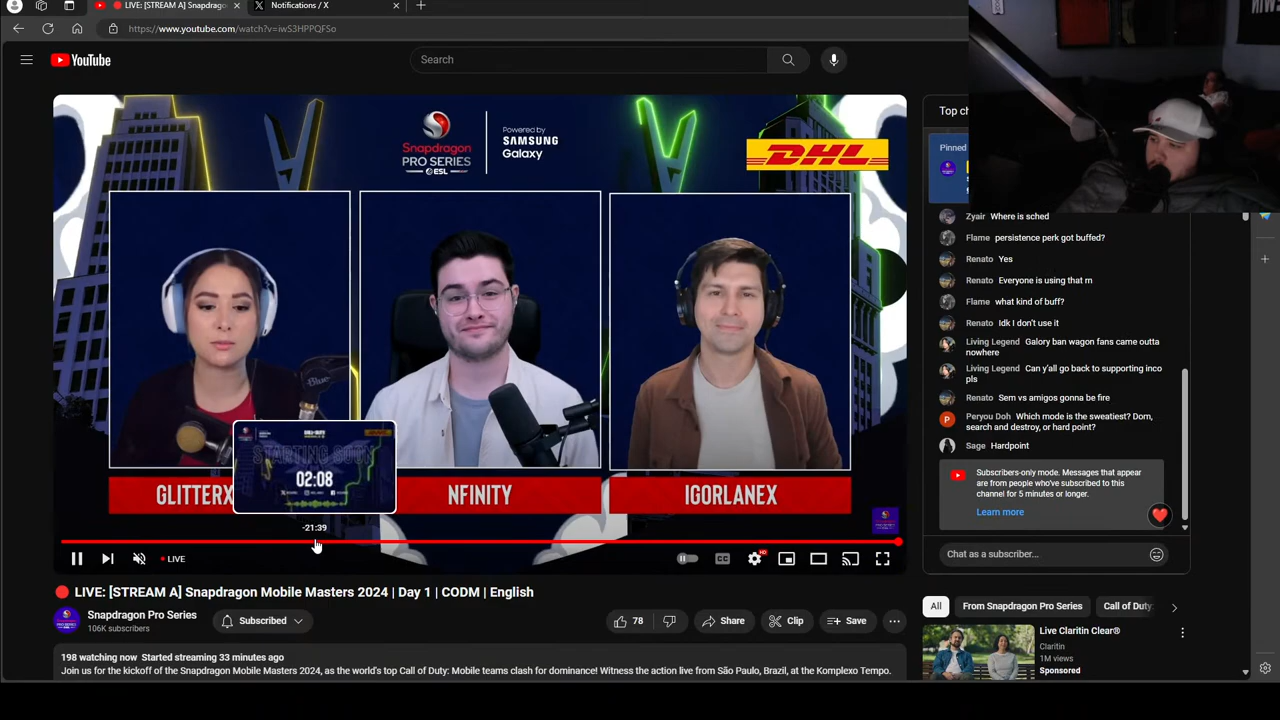 LIVE: [STREAM A] Snapdrago
Notifications / X
https://www.youtube.com/watch?v=iwS3HPPQFSo
YouTube
Search
Snapdragon
PRO SERIES
ESL
Powered by
SAMSUNG
Galaxy
DHL
STARTING SOON
02:08
GLITTERX
NFINITY
IGORLANEX
-21:39
LIVE
HD
CC
LIVE: [STREAM A] Snapdragon Mobile Masters 2024 | Day 1 | CODM | English
Snapdragon Pro Series
106K subscribers
Subscribed
78
Share
Clip
Save
198 watching now Started streaming 33 minutes ago
Join us for the kickoff of the Snapdragon Mobile Masters 2024, as the world's top Call of Duty: Mobile teams clash for dominance! Witness the action live from São Paulo, Brazil, at the Komplexo Tempo.
Top c
Pinned
Zyair Where is sched
Flame persistence perk got buffed?
Renato Yes
Renato Everyone is using that rn
Flame what kind of buff?
Renato Idk I don't use it
Living Legend Galory ban wagon fans came outta
nowhere
Living Legend Can y'all go back to supporting inco
pls
Renato Sem vs amigos gonna be fire
Peryou Doh Which mode is the sweatiest? Dom,
search and destroy, or hard point?
Sage Hardpoint
Subscribers-only mode. Messages that appear
are from people who've subscribed to this
channel for 5 minutes or longer.
Learn more
Chat as a subscriber...
All
From Snapdragon Pro Series
Call of Duty:
Live Claritin Clear®
Claritin
1M views
Sponsored